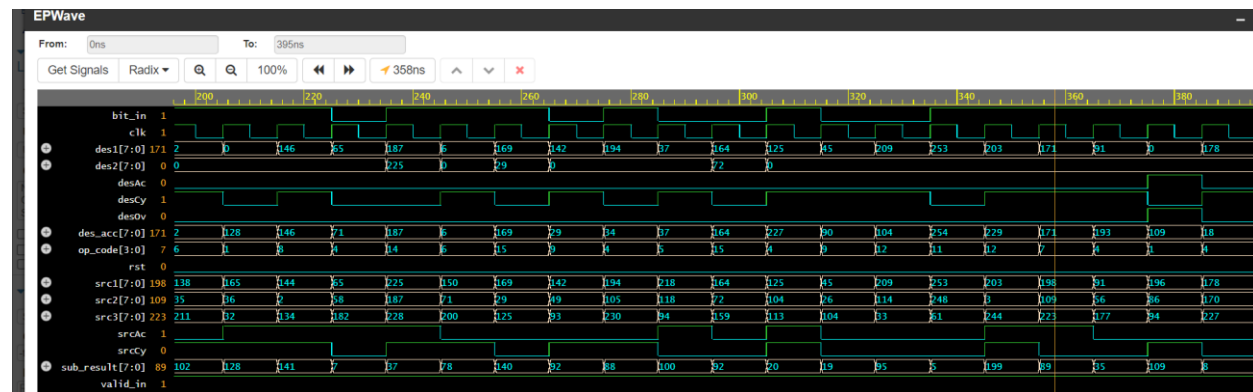 EPWave
From: 0ns To: 395ns
Get Signals Radix 100% 358ns
200 220 240 260 280 300 320 340 360 380
bit_in 1
clk 1
des1[7:0] 171 2 0 146 65 187 6 169 142 194 37 164 125 45 209 253 203 171 91 0 178
des2[7:0] 0 0 225 0 29 0 72 0
desAc 0
desCy 1
desOv 0
des_acc[7:0] 171 2 128 146 71 187 6 169 29 34 37 164 227 90 104 254 229 171 193 109 18
op_code[3:0] 7 6 1 8 4 14 6 15 9 4 5 15 4 9 12 11 12 7 4 1 4
rst 0
src1[7:0] 198 138 165 144 65 225 150 169 142 194 218 164 125 45 209 253 203 198 91 196 178
src2[7:0] 109 35 36 2 58 187 71 29 49 105 118 72 104 26 114 248 3 109 56 86 170
src3[7:0] 223 211 32 134 182 228 200 125 93 230 94 159 113 104 33 61 244 223 177 94 227
srcAc 1
srcCy 0
sub_result[7:0] 89 102 128 141 7 37 78 140 92 88 100 92 20 19 95 5 199 89 35 109 8
valid_in 1